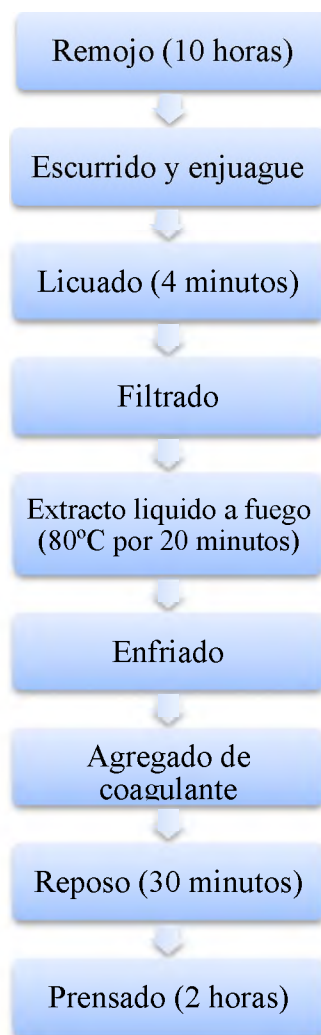 Remojo (10 horas)
Escurrido y enjuague
Licuado (4 minutos)
Filtrado
Extracto liquido a fuego
(80ºC por 20 minutos)
Enfriado
Agregado de
coagulante
Reposo (30 minutos)
Prensado (2 horas)